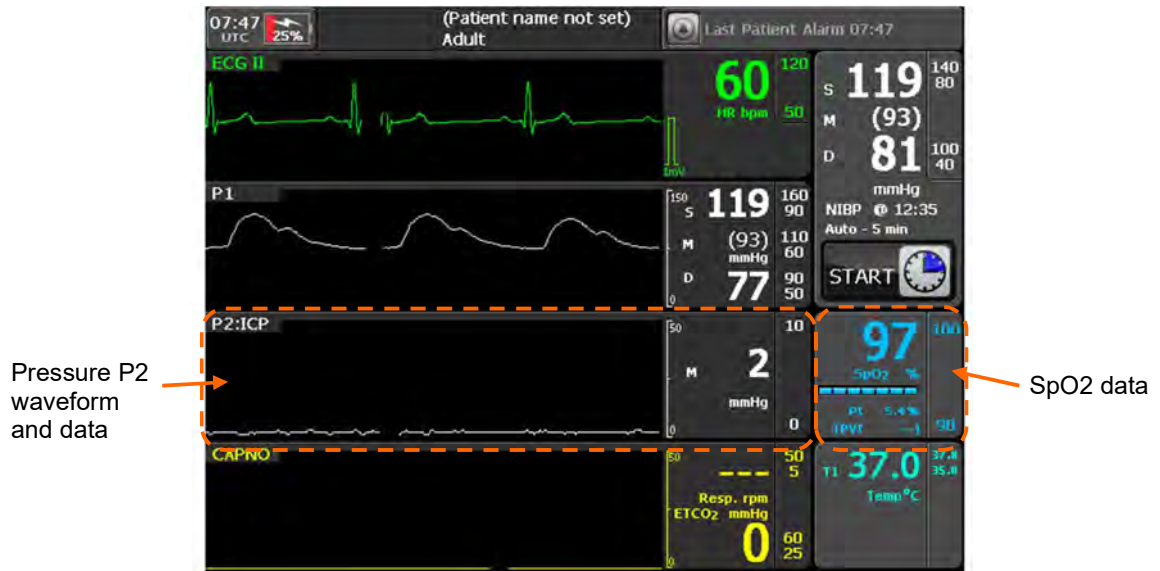 07:47
UTC
25%
(Patient name not set)
Adult
Last Patient Alarm 07:47
ECG II
1mV
60
HR bpm
120
50
S 119
140
80
M (93)
D 81
100
40
mmHg
NIBP @ 12:35
Auto - 5 min
START
P1
150
0
S 119
160
90
M (93)
mmHg
110
60
D 77
90
50
P2:ICP
50
0
M 2
mmHg
10
0
97
SpO2 %
100
90
PI 5.4%
(PVI ---)
CAPNO
50
0
---
50
5
Resp. rpm
ETCO2 mmHg
0
60
25
T1 37.0
Temp°C
37.8
35.0
Pressure P2
waveform
and data
SpO2 data